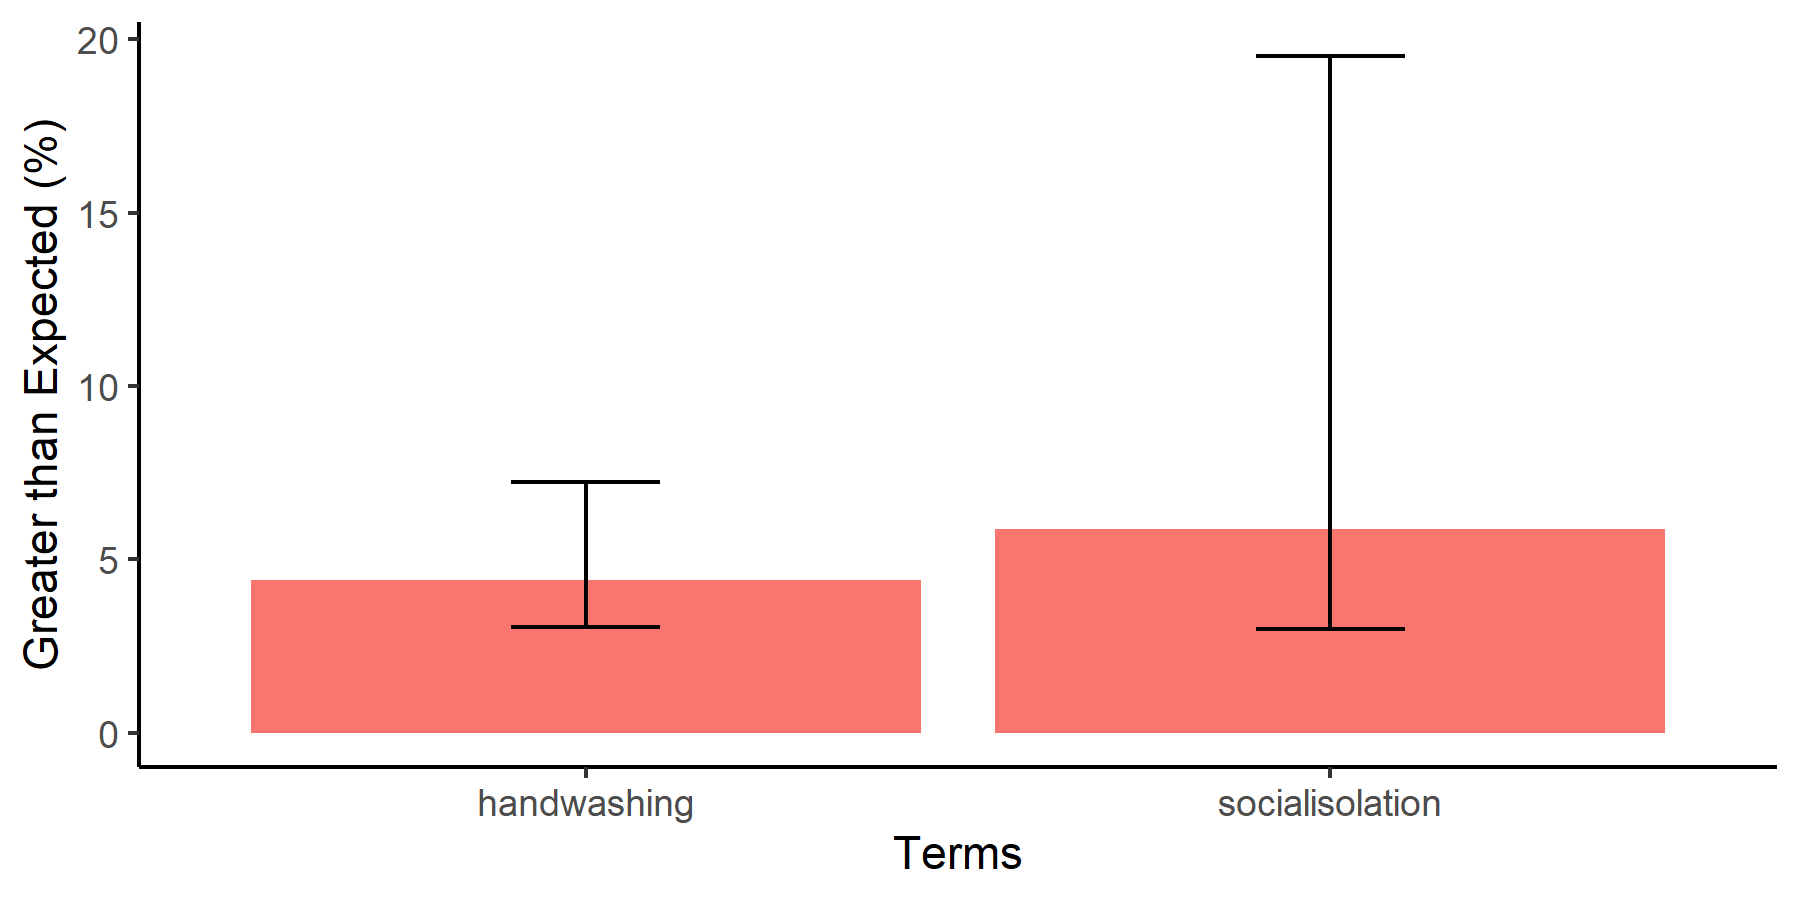 Greater than Expected (%)
20
15
10
5
0
handwashing
socialisolation
Terms